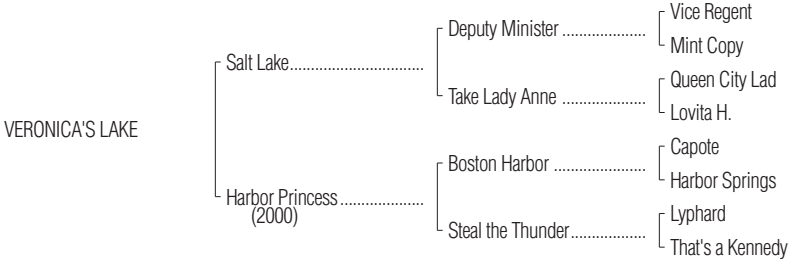 Vice Regent
Deputy Minister ....................
Mint Copy
Salt Lake................................
Queen City Lad
Take Lady Anne ....................
Lovita H.
VERONICA'S LAKE
Capote
Boston Harbor ......................
Harbor Springs
Harbor Princess ....................
(2000)
Lyphard
Steal the Thunder..................
That's a Kennedy